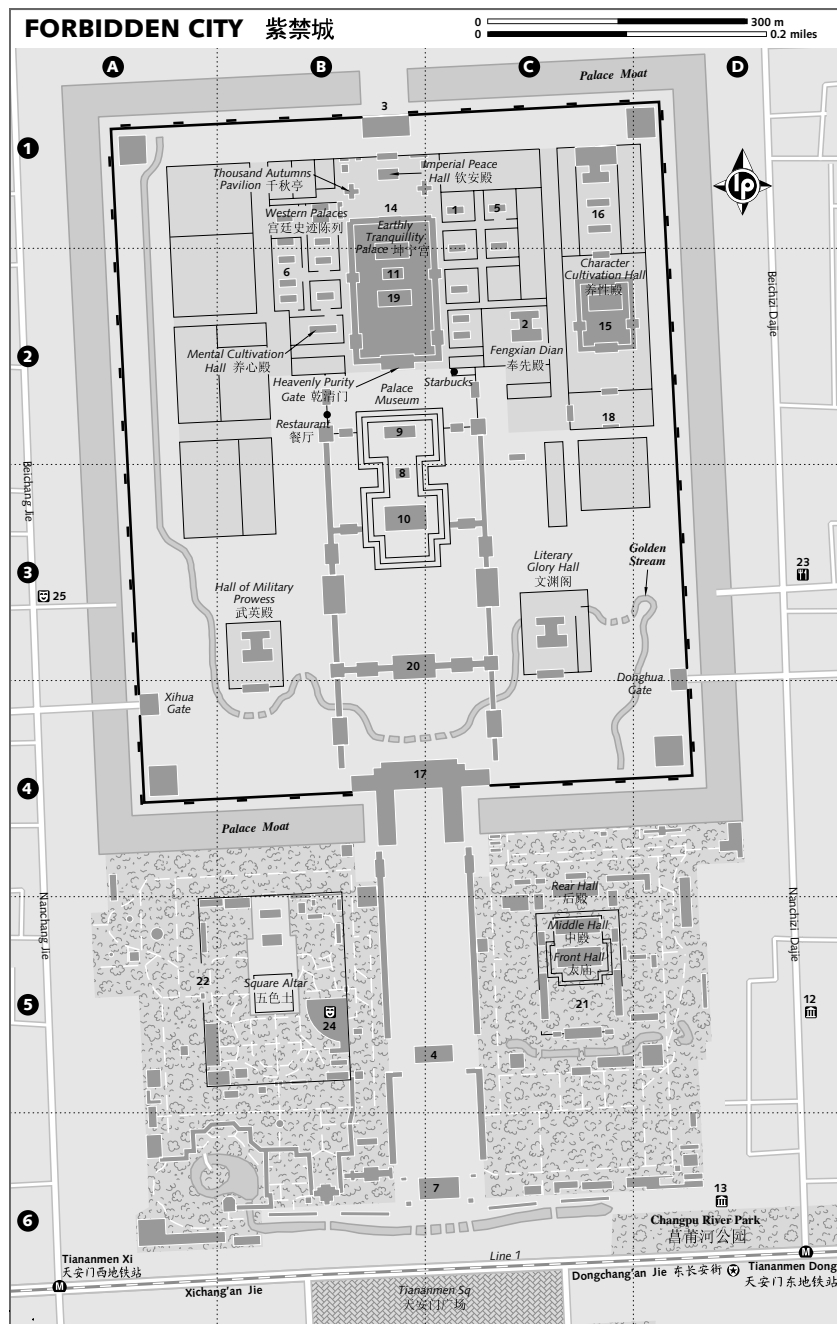 FORBIDDEN CITY 紫禁城
0 300 m
0 0.2 miles
A
B
C
D
Palace Moat
3
1
Thousand Autumns
Pavilion 千秋亭
Imperial Peace
Hall 钦安殿
lp
Western Palaces
宫廷史迹陈列
14
1
5
16
Earthly
Tranquillity
Palace 坤宁宫
6
11
19
Character
Cultivation Hall
养性殿
15
Beichizi Dajie
2
2
Mental Cultivation
Hall 养心殿
Fengxian Dian
奉先殿
Heavenly Purity
Gate 乾清门
Palace
Museum
Starbucks
Restaurant
餐厅
9
18
Beichang Jie
8
10
3
25
Hall of Military
Prowess
武英殿
Literary
Glory Hall
文渊阁
Golden
Stream
23
20
Xihua
Gate
Donghua
Gate
4
17
Palace Moat
Nanchang Jie
Nanchizi Dajie
Rear Hall
后殿
Middle Hall
中殿
Front Hall
太庙
22
Square Altar
五色土
5
24
21
12
4
7
13
6
Changpu River Park
菖蒲河公园
Tiananmen Xi
天安门西地铁站
M
Line 1
M
Xichang'an Jie
Dongchang'an Jie 东长安街
Tiananmen Dong
天安门东地铁站
Tiananmen Sq
天安门广场